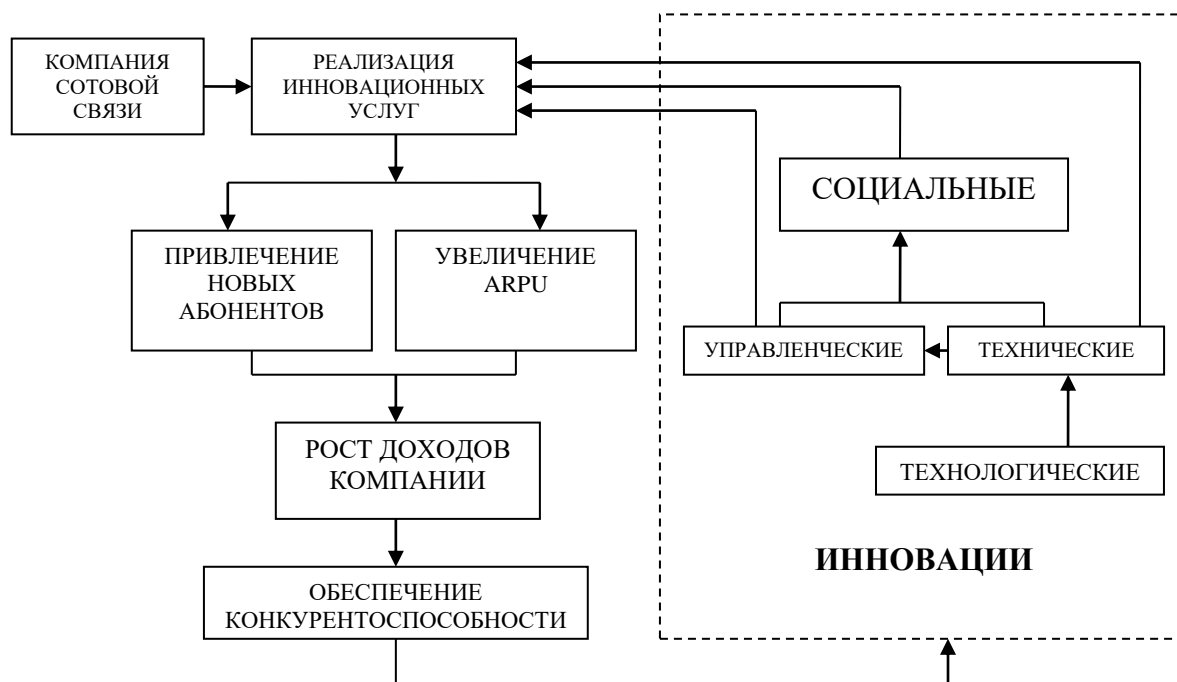 КОМПАНИЯ
СОТОВОЙ
СВЯЗИ
РЕАЛИЗАЦИЯ
ИННОВАЦИОННЫХ
УСЛУГ
СОЦИАЛЬНЫЕ
ПРИВЛЕЧЕНИЕ
НОВЫХ
АБОНЕНТОВ
УВЕЛИЧЕНИЕ
ARPU
УПРАВЛЕНЧЕСКИЕ
ТЕХНИЧЕСКИЕ
РОСТ ДОХОДОВ
КОМПАНИИ
ТЕХНОЛОГИЧЕСКИЕ
ИННОВАЦИИ
ОБЕСПЕЧЕНИЕ
КОНКУРЕНТОСПОСОБНОСТИ